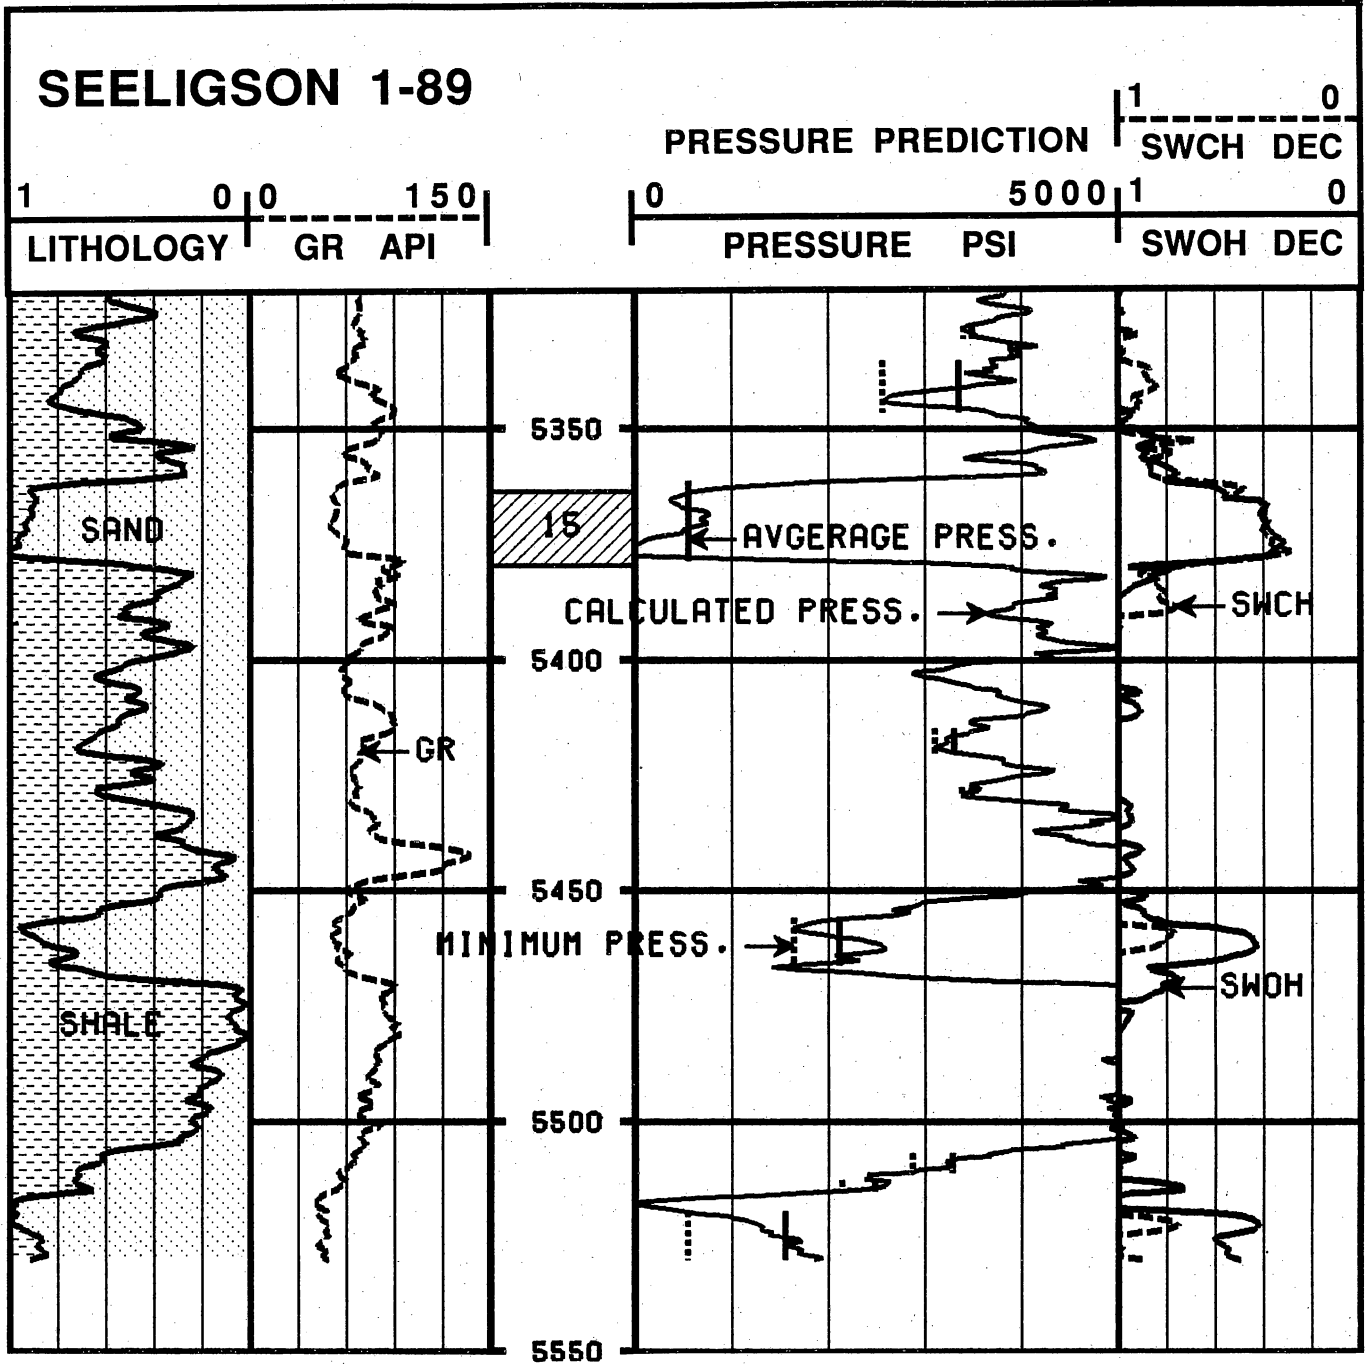 SEELIGSON 1-89
1 0
PRESSURE PREDICTION
SWCH DEC
1 0 0 150 0 5000 1 0
LITHOLOGY GR API PRESSURE PSI SWOH DEC
5350
SAND
15
AVGERAGE PRESS.
CALCULATED PRESS.
SWCH
5400
GR
5450
MINIMUM PRESS.
SWOH
SHALE
5500
5550